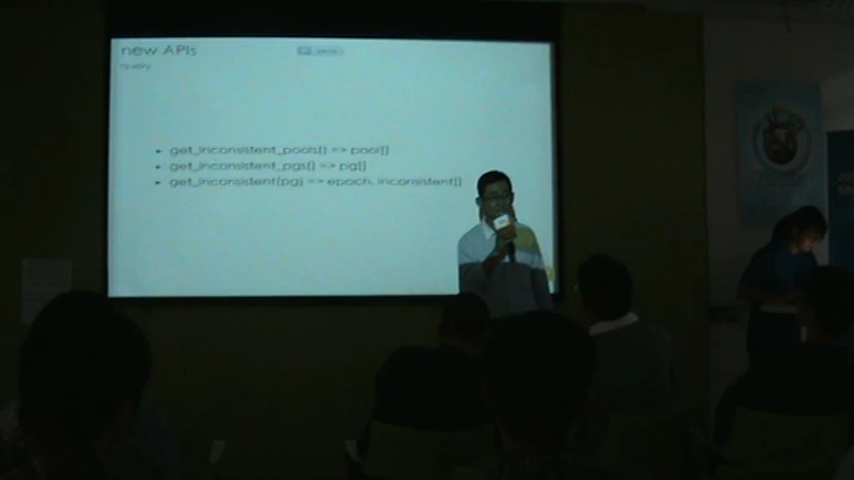 new APIs
query
get_inconsistent_pools() => pool[]
get_inconsistent_pgs() => pg[]
get_inconsistent(pg) => epoch, inconsistent[]